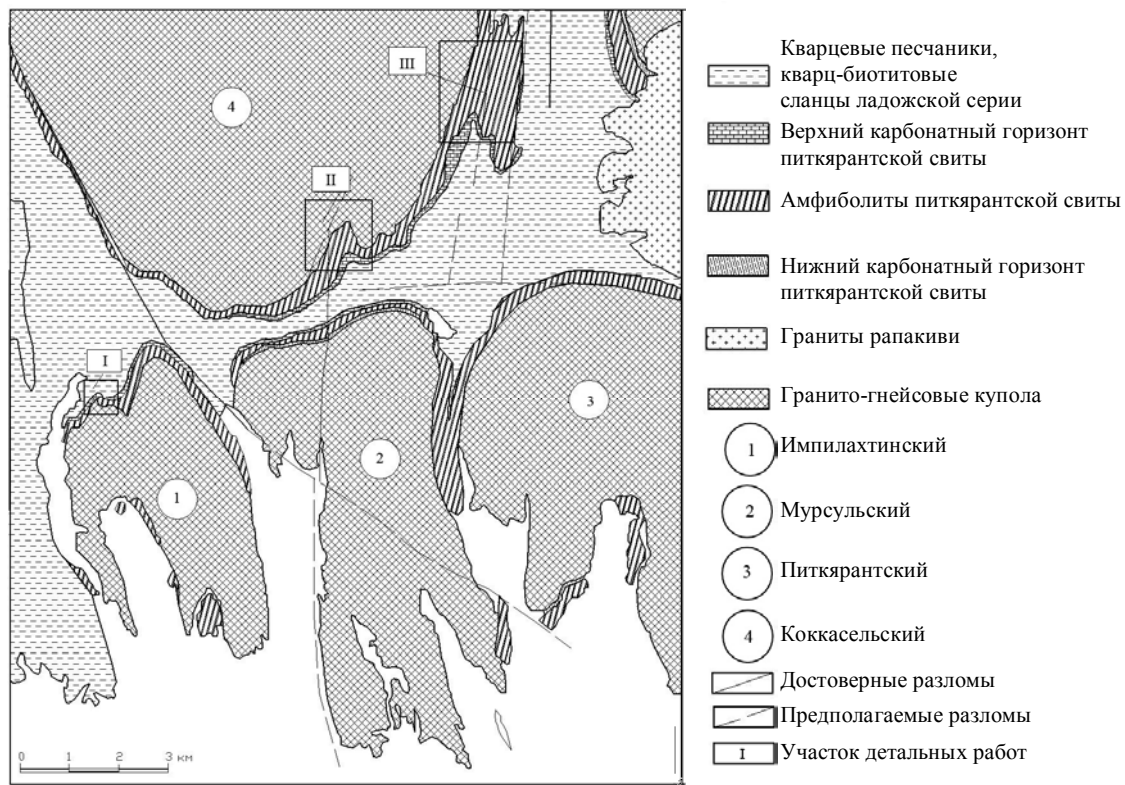 III
4
II
I
3
2
1
0 1 2 3 км
Кварцевые песчаники,
кварц-биотитовые
сланцы ладожской серии
Верхний карбонатный горизонт
питкярантской свиты
Амфиболиты питкярантской свиты
Нижний карбонатный горизонт
питкярантской свиты
Граниты рапакиви
Гранито-гнейсовые купола
1 Импилахтинский
2 Мурсульский
3 Питкярантский
4 Коккасельский
Достоверные разломы
Предполагаемые разломы
I Участок детальных работ